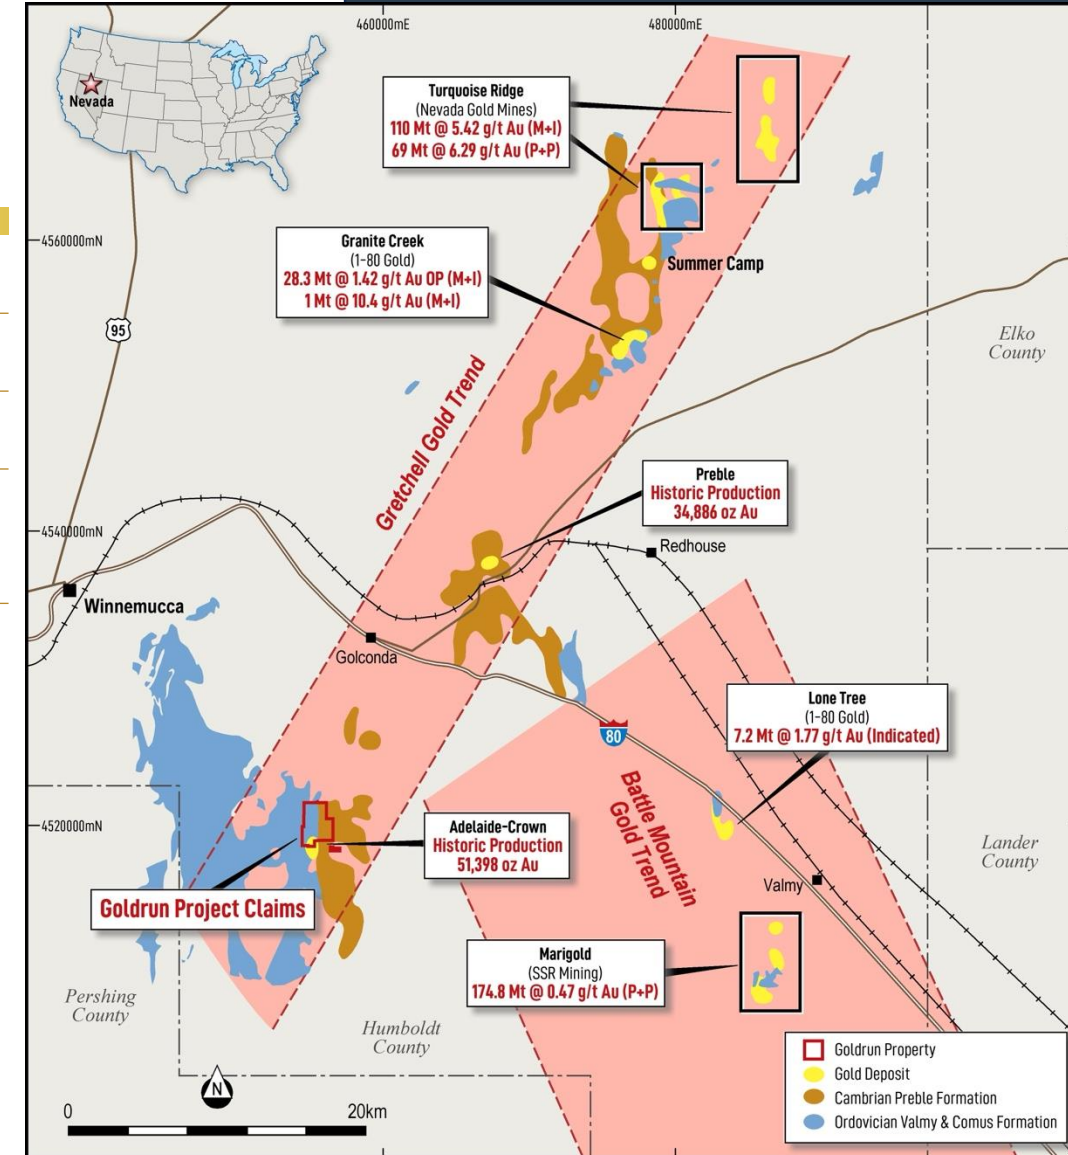 460000mE
480000mE
Nevada
Turquoise Ridge
(Nevada Gold Mines)
110 Mt @ 5.42 g/t Au (M+I)
69 Mt @ 6.29 g/t Au (P+P)
4560000mN
Granite Creek
(1-80 Gold)
28.3 Mt @ 1.42 g/t Au OP (M+I)
1 Mt @ 10.4 g/t Au (M+I)
Summer Camp
95
Elko
County
Gretchell Gold Trend
Preble
Historic Production
34,886 oz Au
4540000mN
Redhouse
Winnemucca
Golconda
Lone Tree
(1-80 Gold)
7.2 Mt @ 1.77 g/t Au (Indicated)
80
Battle Mountain
Gold Trend
4520000mN
Adelaide-Crown
Historic Production
51,398 oz Au
Lander
County
Valmy
Goldrun Project Claims
Marigold
(SSR Mining)
174.8 Mt @ 0.47 g/t Au (P+P)
Pershing
County
Humboldt
County
N
0
20km
Goldrun Property
Gold Deposit
Cambrian Preble Formation
Ordovician Valmy & Comus Formation